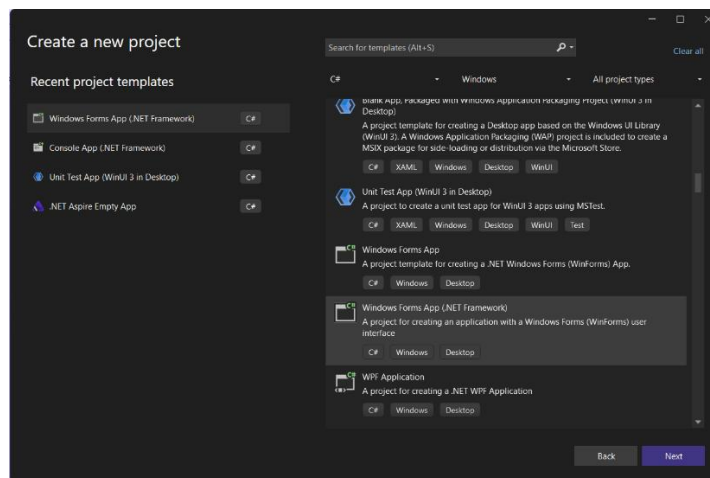 Create a new project
Recent project templates
Windows Forms App (.NET Framework) C#
Console App (.NET Framework) C#
Unit Test App (WinUI 3 in Desktop) C#
.NET Aspire Empty App C#
Search for templates (Alt+S)
Clear all
C# Windows All project types
Blank App, Packaged with Windows Application Packaging Project (WinUI 3 in
Desktop)
A project template for creating a Desktop app based on the Windows UI Library
(WinUI 3). A Windows Application Packaging (WAP) project is included to create a
MSIX package for side-loading or distribution via the Microsoft Store.
C# XAML Windows Desktop WinUI
Unit Test App (WinUI 3 in Desktop)
A project to create a unit test app for WinUI 3 apps using MSTest.
C# XAML Windows Desktop WinUI Test
Windows Forms App
A project template for creating a .NET Windows Forms (WinForms) App.
C# Windows Desktop
Windows Forms App (.NET Framework)
A project for creating an application with a Windows Forms (WinForms) user
interface
C# Windows Desktop
WPF Application
A project for creating a .NET WPF Application
C# Windows Desktop
Back Next